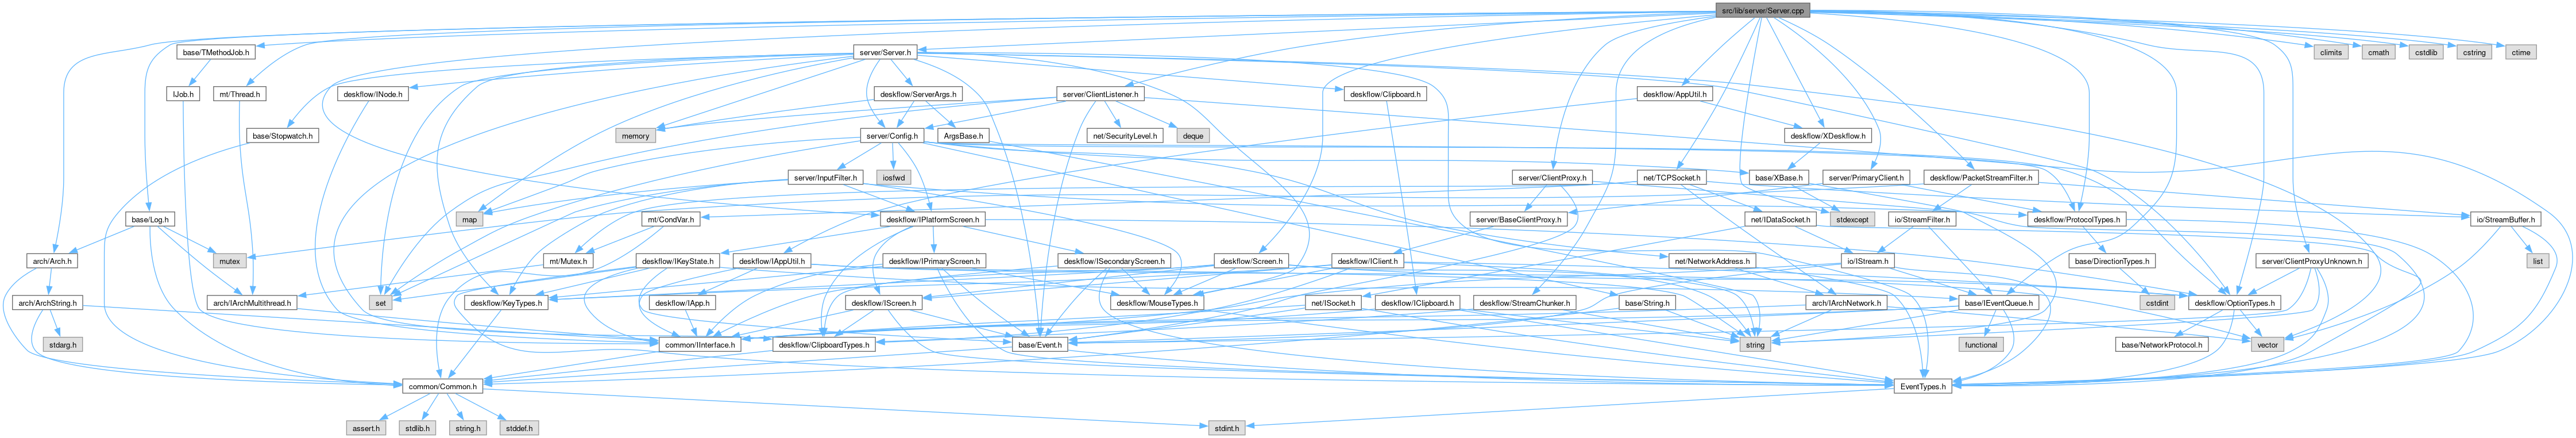 src/lib/server/Server.cpp
base/TMethodJob.h
server/Server.h
climits
cmath
cstdlib
cstring
ctime
IJob.h
mt/Thread.h
deskflow/INode.h
deskflow/ServerArgs.h
server/ClientListener.h
deskflow/Clipboard.h
deskflow/AppUtil.h
base/Stopwatch.h
memory
server/Config.h
ArgsBase.h
net/SecurityLevel.h
deque
deskflow/XDeskflow.h
server/InputFilter.h
iosfwd
server/ClientProxy.h
net/TCPSocket.h
base/XBase.h
server/PrimaryClient.h
deskflow/PacketStreamFilter.h
base/Log.h
map
mt/CondVar.h
deskflow/IPlatformScreen.h
server/BaseClientProxy.h
net/IDataSocket.h
stdexcept
io/StreamFilter.h
deskflow/ProtocolTypes.h
io/StreamBuffer.h
arch/Arch.h
mutex
mt/Mutex.h
deskflow/IKeyState.h
deskflow/IAppUtil.h
deskflow/IPrimaryScreen.h
deskflow/ISecondaryScreen.h
deskflow/Screen.h
deskflow/IClient.h
net/NetworkAddress.h
io/IStream.h
base/DirectionTypes.h
server/ClientProxyUnknown.h
list
arch/ArchString.h
arch/IArchMultithread.h
set
deskflow/KeyTypes.h
deskflow/IApp.h
deskflow/IScreen.h
deskflow/MouseTypes.h
base/String.h
net/ISocket.h
deskflow/IClipboard.h
deskflow/StreamChunker.h
arch/IArchNetwork.h
base/IEventQueue.h
cstdint
deskflow/OptionTypes.h
stdarg.h
common/IInterface.h
deskflow/ClipboardTypes.h
base/Event.h
string
functional
base/NetworkProtocol.h
vector
common/Common.h
EventTypes.h
assert.h
stdlib.h
string.h
stddef.h
stdint.h